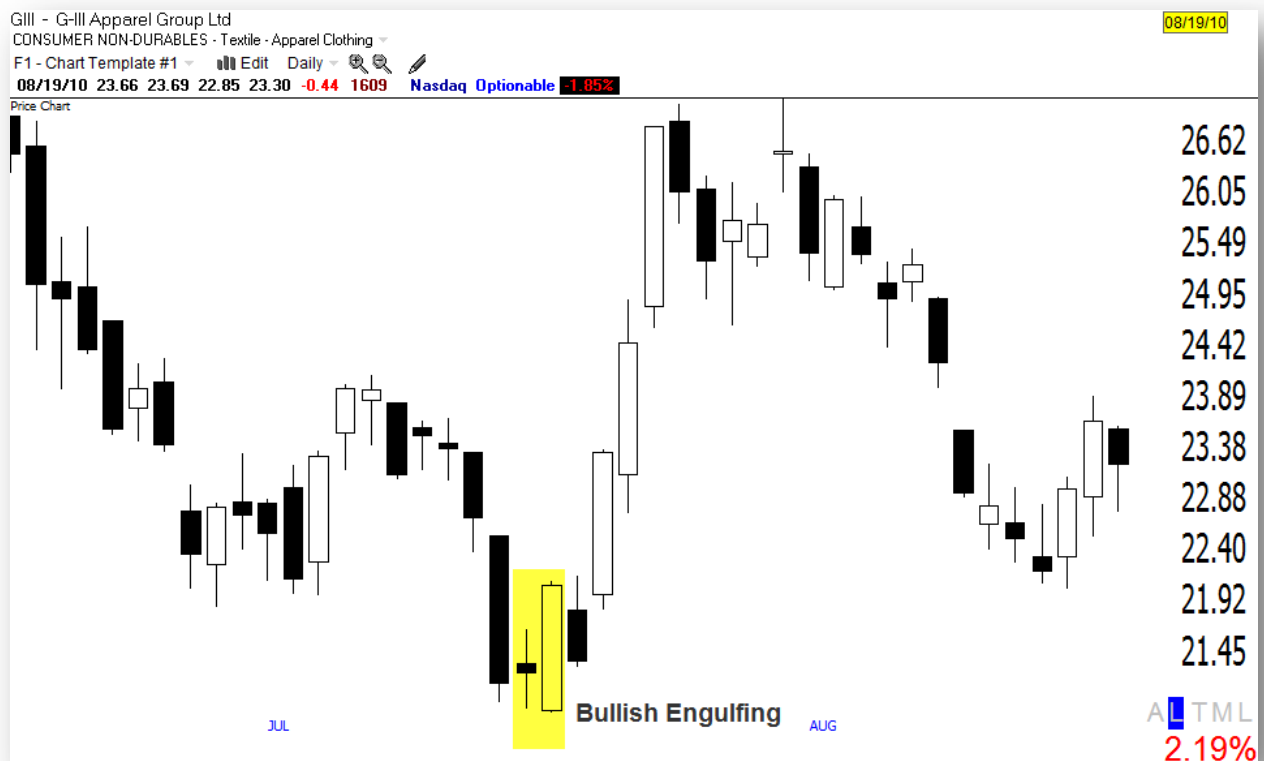 GIII - G-III Apparel Group Ltd
08/19/10
CONSUMER NON-DURABLES - Textile - Apparel Clothing
F1 - Chart Template #1 Edit Daily
08/19/10 23.66 23.69 22.85 23.30 -0.44 1609 Nasdaq Optionable -1.85%
Price Chart
26.62
26.05
25.49
24.95
24.42
23.89
23.38
22.88
22.40
21.92
21.45
Bullish Engulfing
JUL
AUG
A L T M L
2.19%